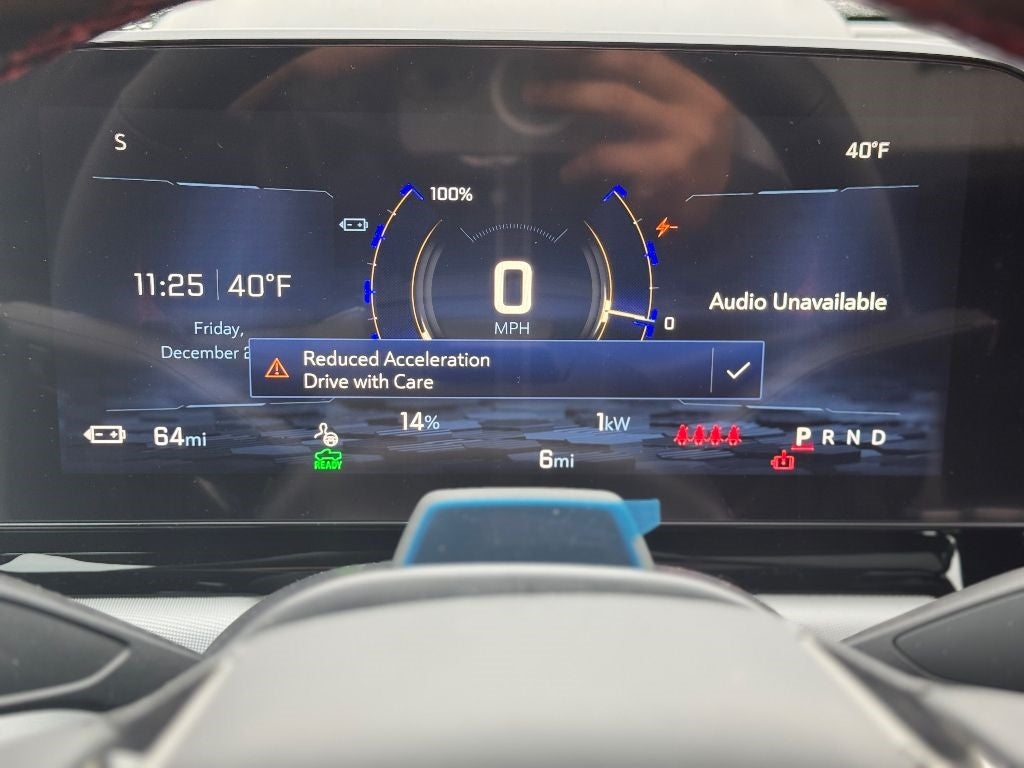 S
40°F
100%
11:25 40°F
0
MPH
Audio Unavailable
0
Friday,
December
Reduced Acceleration
Drive with Care
14%
1kW
64mi
P R N D
READY
6mi